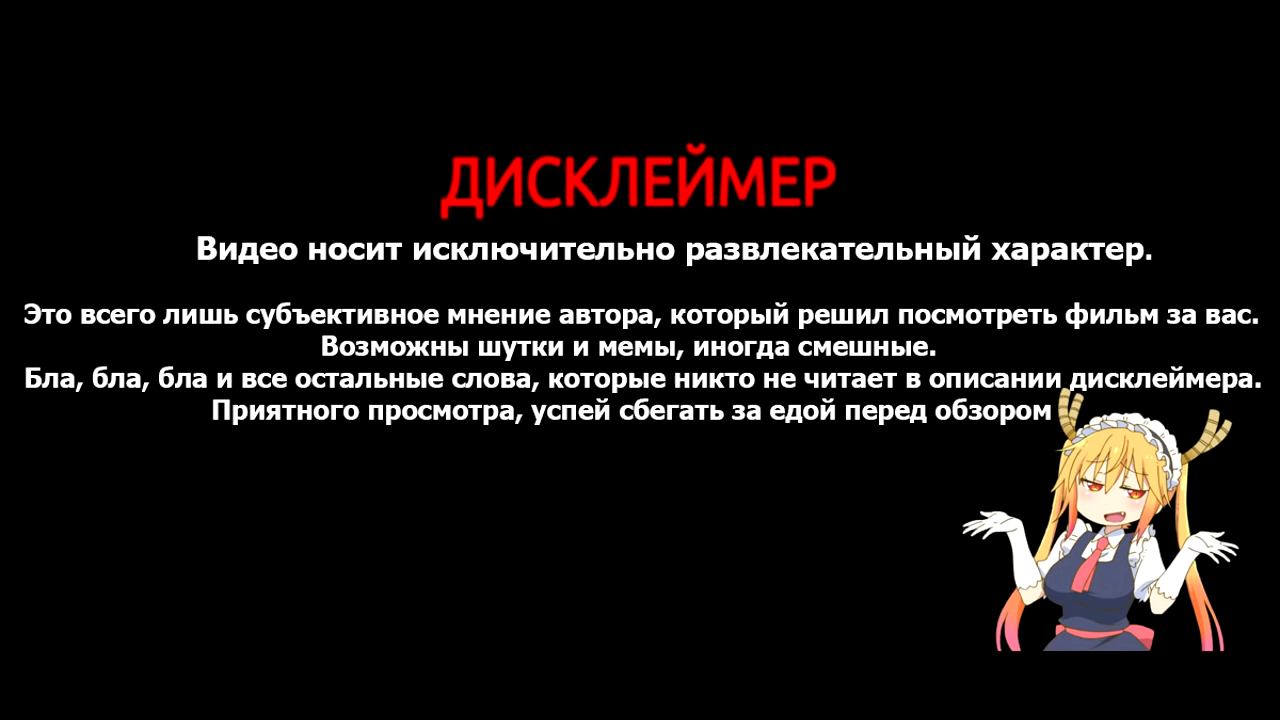 ДИСКЛЕЙМЕР
Видео носит исключительно развлекательный характер.
Это всего лишь субъективное мнение автора, который решил посмотреть фильм за вас.
Возможны шутки и мемы, иногда смешные.
Бла, бла, бла и все остальные слова, которые никто не читает в описании дисклеймера.
Приятного просмотра, успей сбегать за едой перед обзором